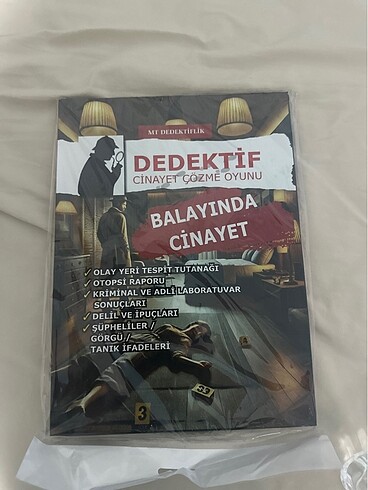 MT DEDEKTİFLİK
DEDEKTİF
CİNAYET ÇÖZME OYUNU
BALAYINDA
CİNAYET
✓ OLAY YERİ TESPİT TUTANAĞI
✓ OTOPSİ RAPORU
✓ KRİMİNAL VE ADLİ LABORATUVAR
SONUÇLARI
✓ DELİL VE İPUÇLARI
✓ ŞÜPHELİLER /
GÖRGÜ /
TANIK İFADELERİ
3